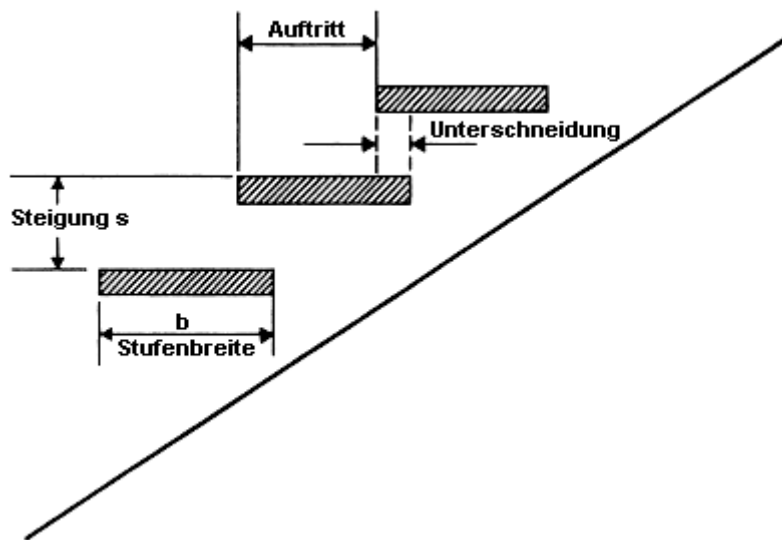 Auftritt
Unterschneidung
Steigung s
b
Stufenbreite